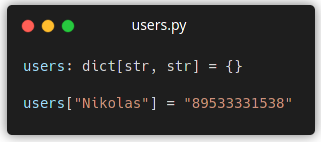 users.py
users: dict[str, str] = {}
users["Nikolas"] = "89533331538"